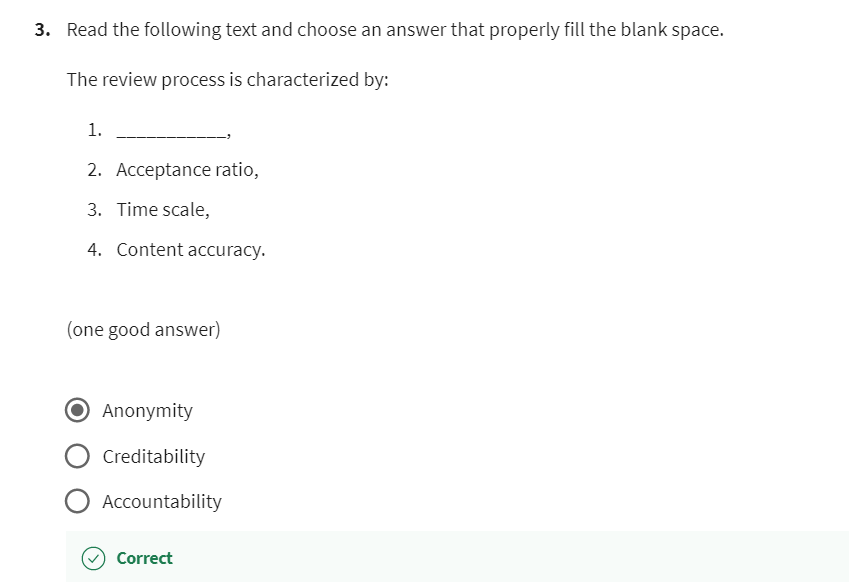 3. Read the following text and choose an answer that properly fill the blank space.
The review process is characterized by:
1. ___________,
2. Acceptance ratio,
3. Time scale,
4. Content accuracy.
(one good answer)
Anonymity
Creditability
Accountability
Correct